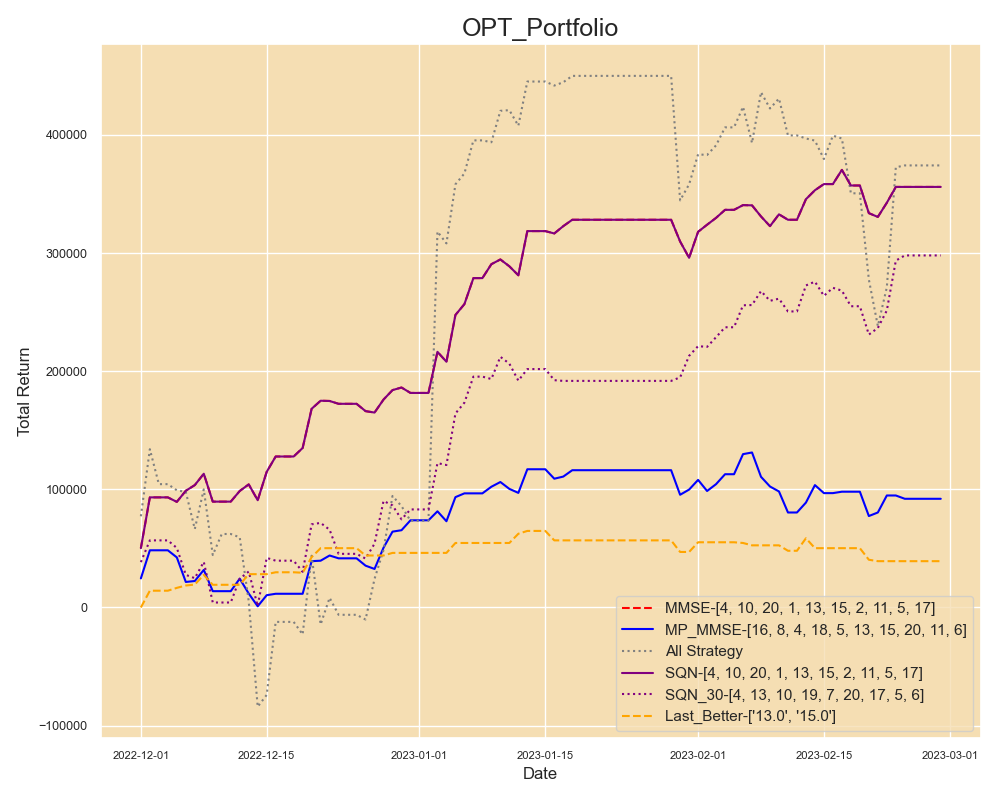 OPT_Portfolio
Total Return
400000
300000
200000
100000
0
−100000
2022-12-01
2022-12-15
2023-01-01
2023-01-15
2023-02-01
2023-02-15
2023-03-01
Date
MMSE-[4, 10, 20, 1, 13, 15, 2, 11, 5, 17]
MP_MMSE-[16, 8, 4, 18, 5, 13, 15, 20, 11, 6]
All Strategy
SQN-[4, 10, 20, 1, 13, 15, 2, 11, 5, 17]
SQN_30-[4, 13, 10, 19, 7, 20, 17, 5, 6]
Last_Better-['13.0', '15.0']